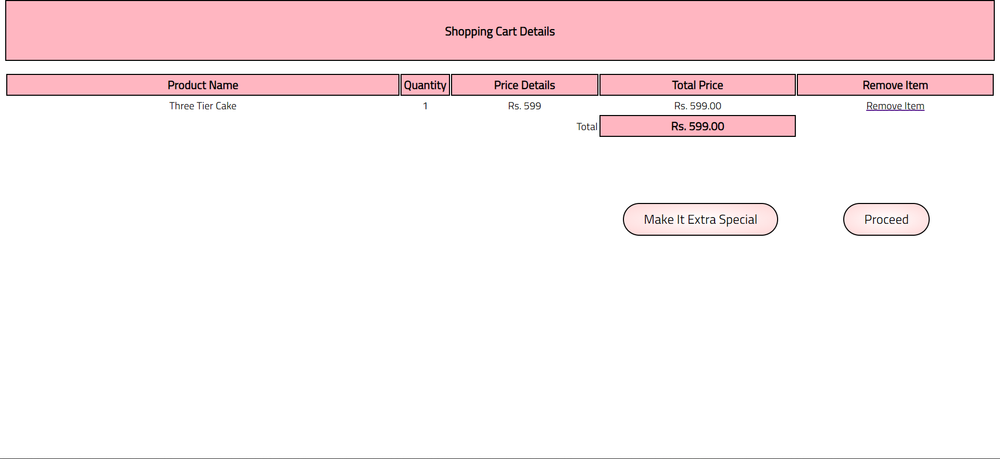 Shopping Cart Details
Product Name Quantity Price Details Total Price Remove Item
Three Tier Cake 1 Rs. 599 Rs. 599.00 Remove Item
Total Rs. 599.00
Make It Extra Special Proceed